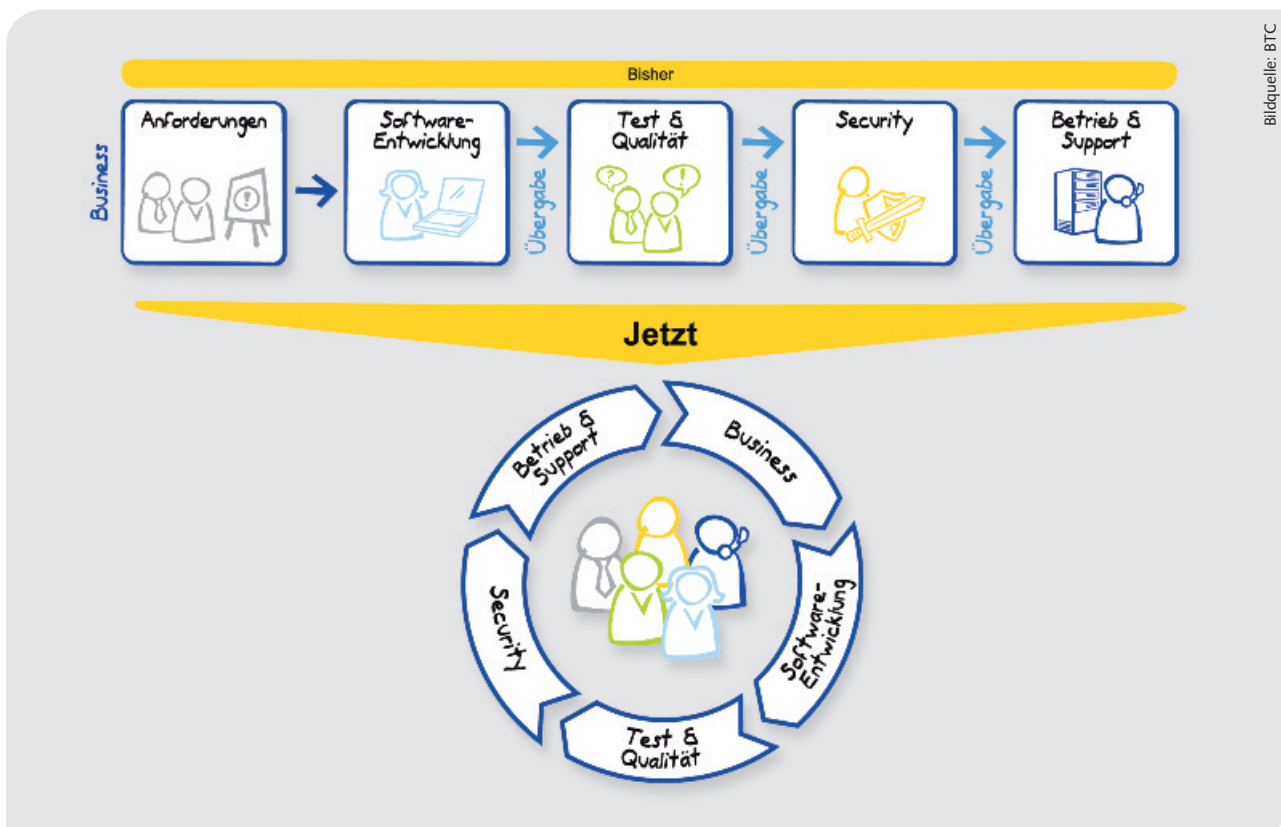 Bildquelle: BTC
Bisher
Business
Anforderungen
Software-
Entwicklung
Übergabe
Test &
Qualität
Übergabe
Security
Übergabe
Betrieb &
Support
Jetzt
Business
Software-
Entwicklung
Test &
Qualität
Security
Betrieb &
Support